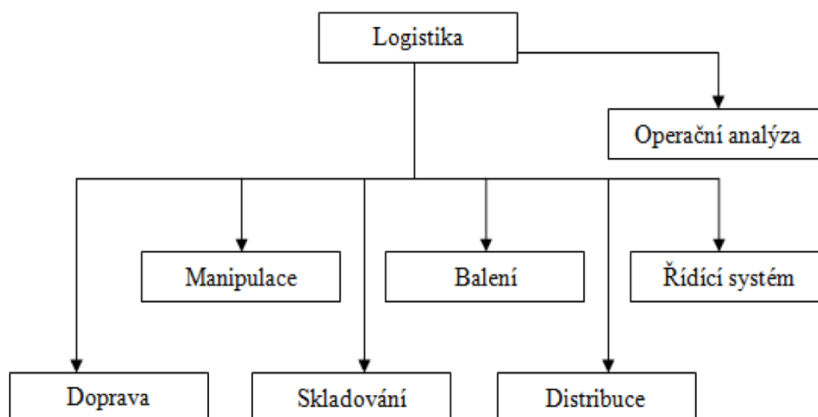 Logistika
Operační analýza
Manipulace
Balení
Řídící systém
Doprava
Skladování
Distribuce